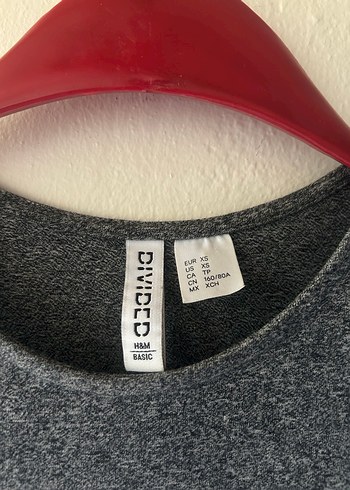 DIVIDED
H&M
BASIC
EUR XS
US XS
CA TP
CN 160/80A
MX XCH